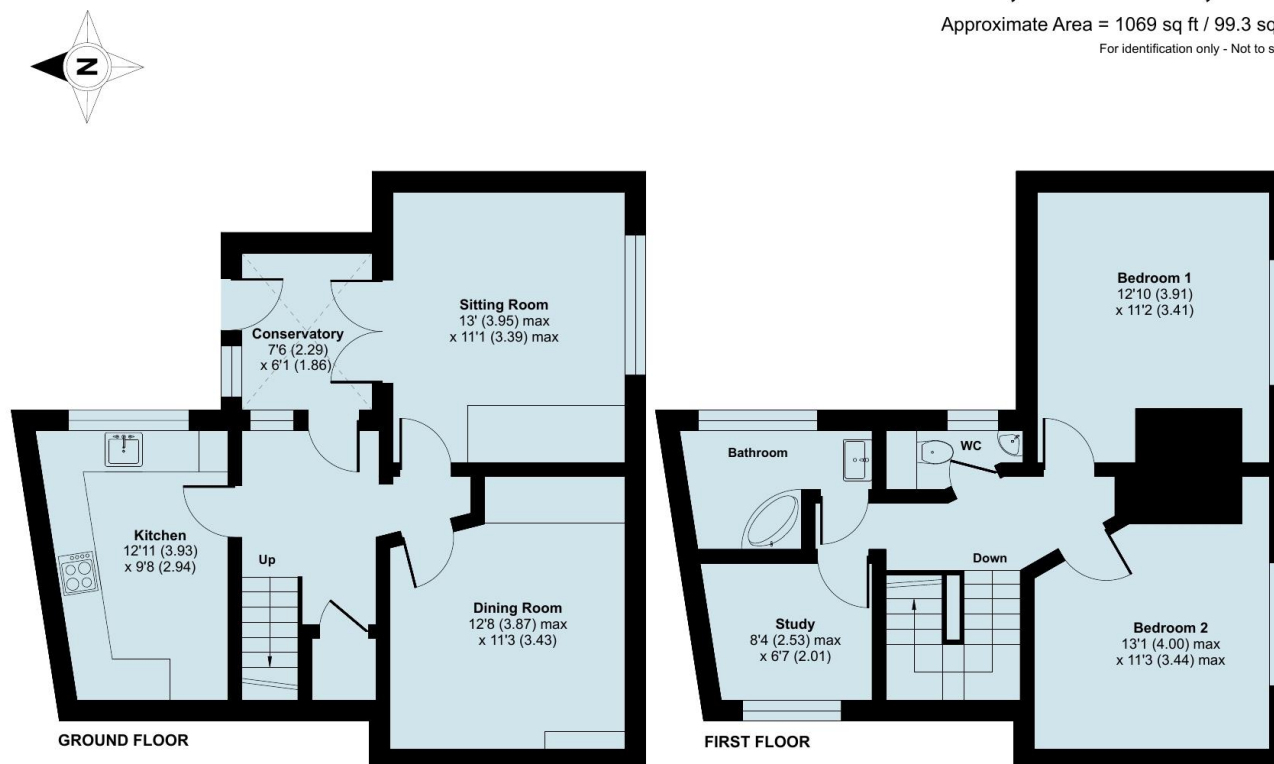 Approximate Area = 1069 sq ft / 99.3 sq
For identification only - Not to s
N
Conservatory
7'6 (2.29)
x 6'1 (1.86)
Sitting Room
13' (3.95) max
x 11'1 (3.39) max
Kitchen
12'11 (3.93)
x 9'8 (2.94)
Up
Dining Room
12'8 (3.87) max
x 11'3 (3.43)
GROUND FLOOR
Bedroom 1
12'10 (3.91)
x 11'2 (3.41)
Bathroom
WC
Down
Study
8'4 (2.53) max
x 6'7 (2.01)
Bedroom 2
13'1 (4.00) max
x 11'3 (3.44) max
FIRST FLOOR